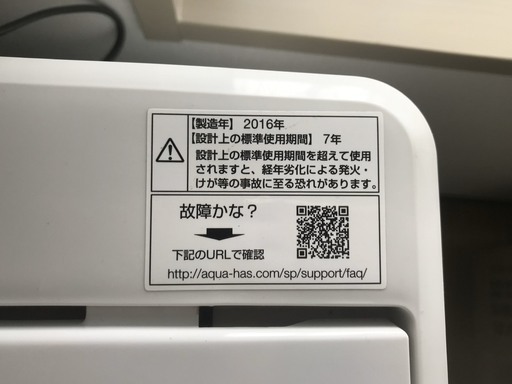 【製造年】 2016年
【設計上の標準使用期間】 7年
設計上の標準使用期間を超えて使用
されますと、経年劣化による発火・
けが等の事故に至る恐れがあります。
故障かな？
下記のURLで確認
http://aqua-has.com/sp/support/faq/